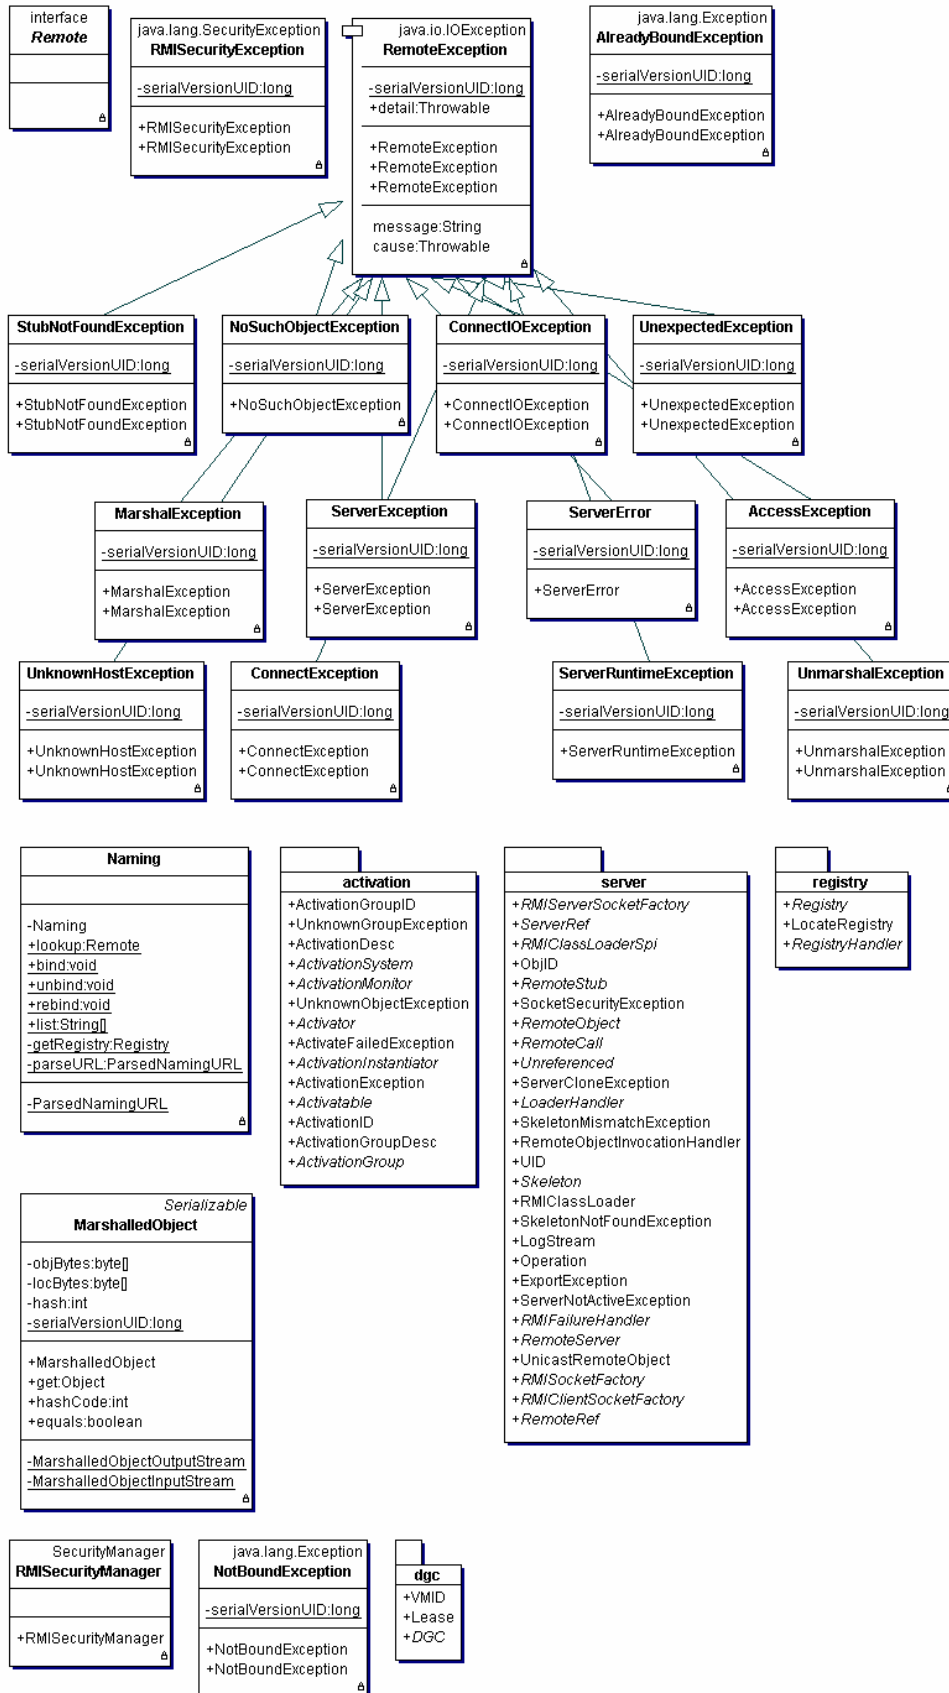 interface
Remote
java.lang.SecurityException
RMISecurityException
-serialVersionUID:long
+RMISecurityException
+RMISecurityException
java.io.IOException
RemoteException
-serialVersionUID:long
+detail:Throwable
+RemoteException
+RemoteException
+RemoteException
message:String
cause:Throwable
java.lang.Exception
AlreadyBoundException
-serialVersionUID:long
+AlreadyBoundException
+AlreadyBoundException
StubNotFoundException
-serialVersionUID:long
+StubNotFoundException
+StubNotFoundException
NoSuchObjectException
-serialVersionUID:long
+NoSuchObjectException
ConnectIOException
-serialVersionUID:long
+ConnectIOException
+ConnectIOException
UnexpectedException
-serialVersionUID:long
+UnexpectedException
+UnexpectedException
MarshalException
-serialVersionUID:long
+MarshalException
+MarshalException
ServerException
-serialVersionUID:long
+ServerException
+ServerException
ServerError
-serialVersionUID:long
+ServerError
AccessException
-serialVersionUID:long
+AccessException
+AccessException
UnknownHostException
-serialVersionUID:long
+UnknownHostException
+UnknownHostException
ConnectException
-serialVersionUID:long
+ConnectException
+ConnectException
ServerRuntimeException
-serialVersionUID:long
+ServerRuntimeException
UnmarshalException
-serialVersionUID:long
+UnmarshalException
+UnmarshalException
Naming
-Naming
+lookup:Remote
+bind:void
+unbind:void
+rebind:void
+list:String[]
-getRegistry:Registry
-parseURL:ParsedNamingURL
-ParsedNamingURL
activation
+ActivationGroupID
+UnknownGroupException
+ActivationDesc
+ActivationSystem
+ActivationMonitor
+UnknownObjectException
+Activator
+ActivateFailedException
+ActivationInstantiator
+ActivationException
+Activatable
+ActivationID
+ActivationGroupDesc
+ActivationGroup
server
+RMIServerSocketFactory
+ServerRef
+RMIClassLoaderSpi
+ObjID
+RemoteStub
+SocketSecurityException
+RemoteObject
+RemoteCall
+Unreferenced
+ServerCloneException
+LoaderHandler
+SkeletonMismatchException
+RemoteObjectInvocationHandler
+UID
+Skeleton
+RMIClassLoader
+SkeletonNotFoundException
+LogStream
+Operation
+ExportException
+ServerNotActiveException
+RMIFailureHandler
+RemoteServer
+UnicastRemoteObject
+RMISocketFactory
+RMIClientSocketFactory
+RemoteRef
registry
+Registry
+LocateRegistry
+RegistryHandler
Serializable
MarshalledObject
-objBytes:byte[]
-locBytes:byte[]
-hash:int
-serialVersionUID:long
+MarshalledObject
+get:Object
+hashCode:int
+equals:boolean
-MarshalledObjectOutputStream
-MarshalledObjectInputStream
SecurityManager
RMISecurityManager
+RMISecurityManager
java.lang.Exception
NotBoundException
-serialVersionUID:long
+NotBoundException
+NotBoundException
dgc
+VMID
+Lease
+DGC